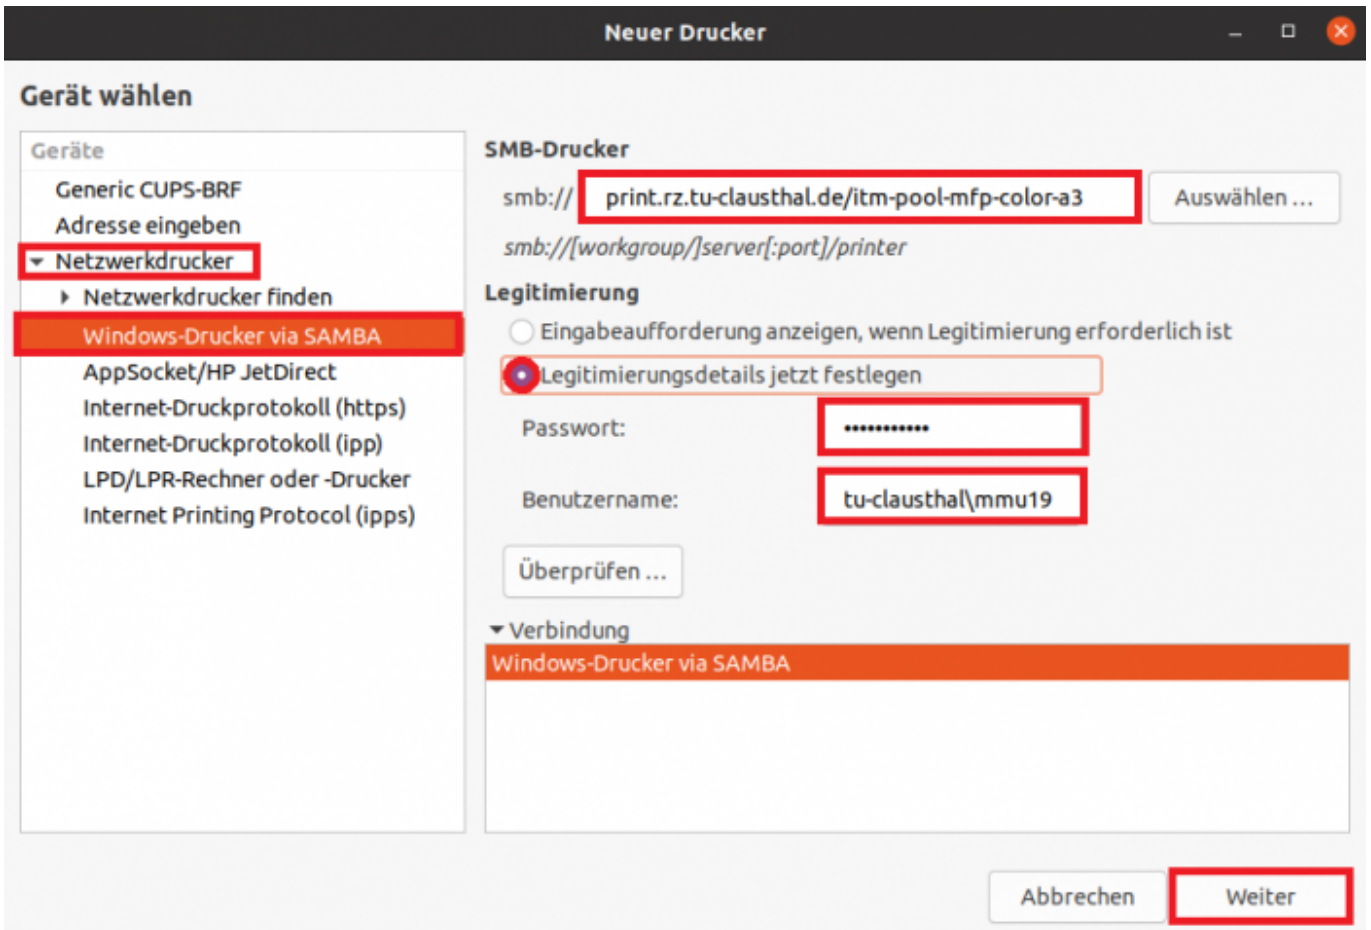 Neuer Drucker
Gerät wählen
Geräte
Generic CUPS-BRF
Adresse eingeben
Netzwerkdrucker
Netzwerkdrucker finden
Windows-Drucker via SAMBA
AppSocket/HP JetDirect
Internet-Druckprotokoll (https)
Internet-Druckprotokoll (ipp)
LPD/LPR-Rechner oder -Drucker
Internet Printing Protocol (ipps)
SMB-Drucker
smb:// print.rz.tu-clausthal.de/itm-pool-mfp-color-a3 Auswählen ...
smb://[workgroup/]server[:port]/printer
Legitimierung
Eingabeaufforderung anzeigen, wenn Legitimierung erforderlich ist
Legitimierungsdetails jetzt festlegen
Passwort: •••••••••••
Benutzername: tu-clausthal\mmu19
Überprüfen ...
Verbindung
Windows-Drucker via SAMBA
Abbrechen Weiter